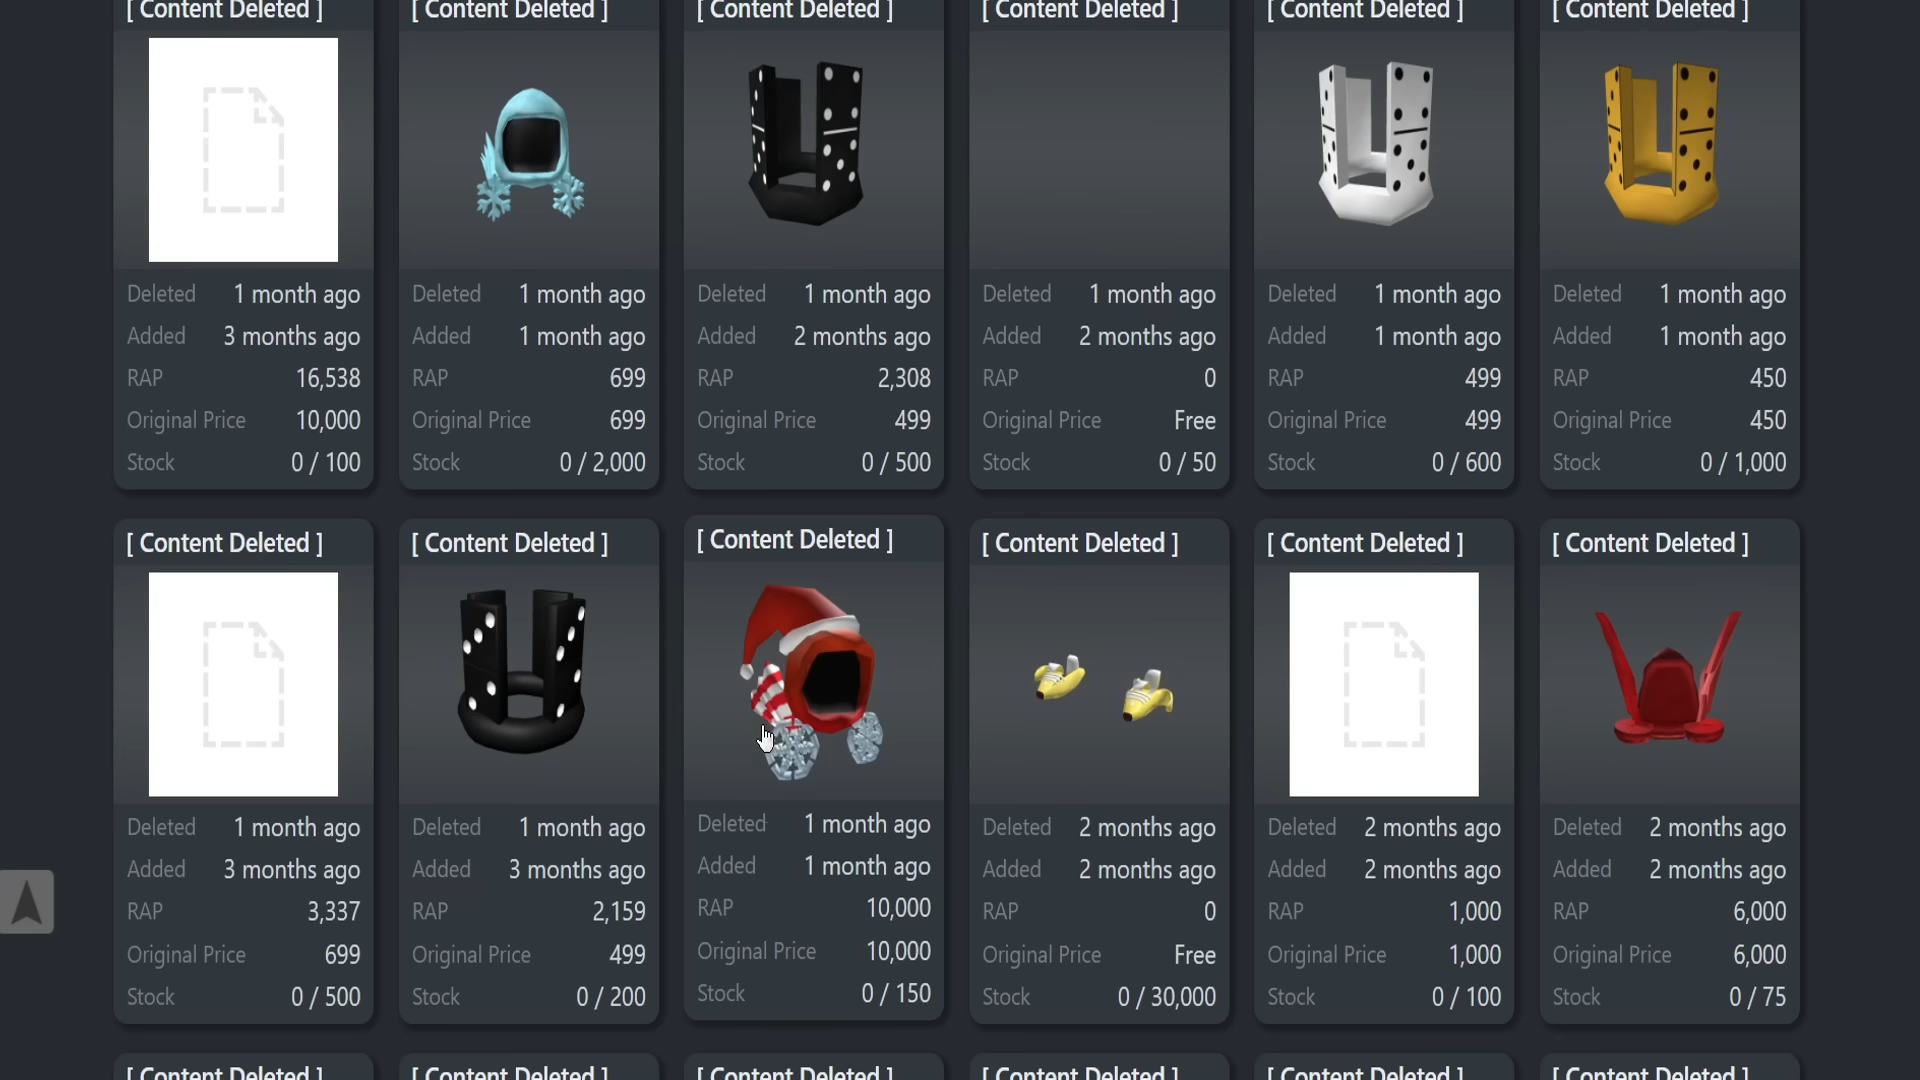 [ Content Deleted ]
[ Content Deleted ]
[ Content Deleted ]
[ Content Deleted ]
[ Content Deleted ]
[ Content Deleted ]
Deleted 1 month ago
Added 3 months ago
RAP 16,538
Original Price 10,000
Stock 0 / 100
Deleted 1 month ago
Added 1 month ago
RAP 699
Original Price 699
Stock 0 / 2,000
Deleted 1 month ago
Added 2 months ago
RAP 2,308
Original Price 499
Stock 0 / 500
Deleted 1 month ago
Added 2 months ago
RAP 0
Original Price Free
Stock 0 / 50
Deleted 1 month ago
Added 1 month ago
RAP 499
Original Price 499
Stock 0 / 600
Deleted 1 month ago
Added 1 month ago
RAP 450
Original Price 450
Stock 0 / 1,000
[ Content Deleted ]
Deleted 1 month ago
Added 3 months ago
RAP 3,337
Original Price 699
Stock 0 / 500
[ Content Deleted ]
Deleted 1 month ago
Added 3 months ago
RAP 2,159
Original Price 499
Stock 0 / 200
[ Content Deleted ]
Deleted 1 month ago
Added 1 month ago
RAP 10,000
Original Price 10,000
Stock 0 / 150
[ Content Deleted ]
Deleted 2 months ago
Added 2 months ago
RAP 0
Original Price Free
Stock 0 / 30,000
[ Content Deleted ]
Deleted 2 months ago
Added 2 months ago
RAP 1,000
Original Price 1,000
Stock 0 / 100
[ Content Deleted ]
Deleted 2 months ago
Added 2 months ago
RAP 6,000
Original Price 6,000
Stock 0 / 75
[ Content Deleted ]
[ Content Deleted ]
[ Content Deleted ]
[ Content Deleted ]
[ Content Deleted ]
[ Content Deleted ]